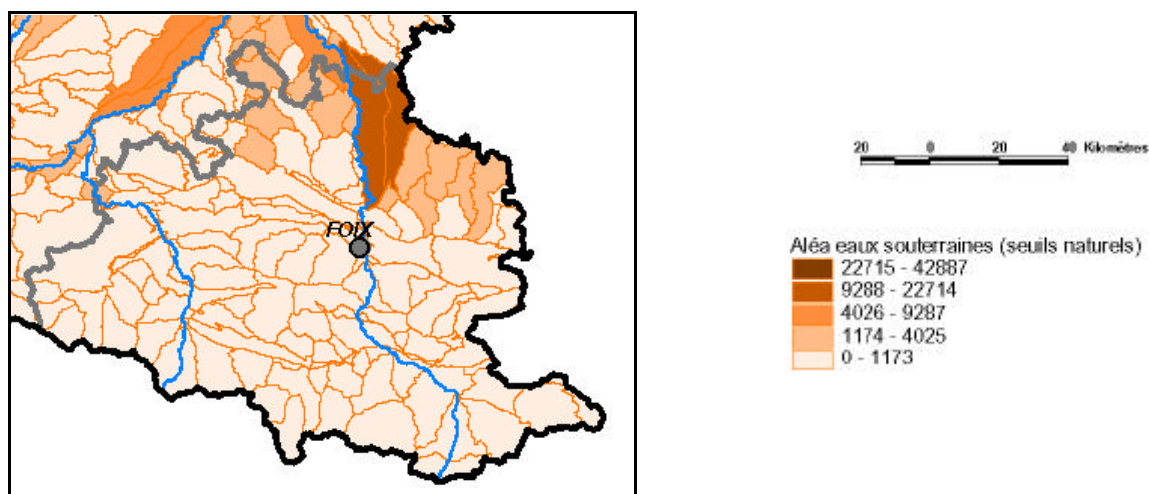 FOIX
20 0 20 40 Kilomètres
Aléa eaux souterraines (seuils naturels)
22715 - 42887
9288 - 22714
4026 - 9287
1174 - 4025
0 - 1173